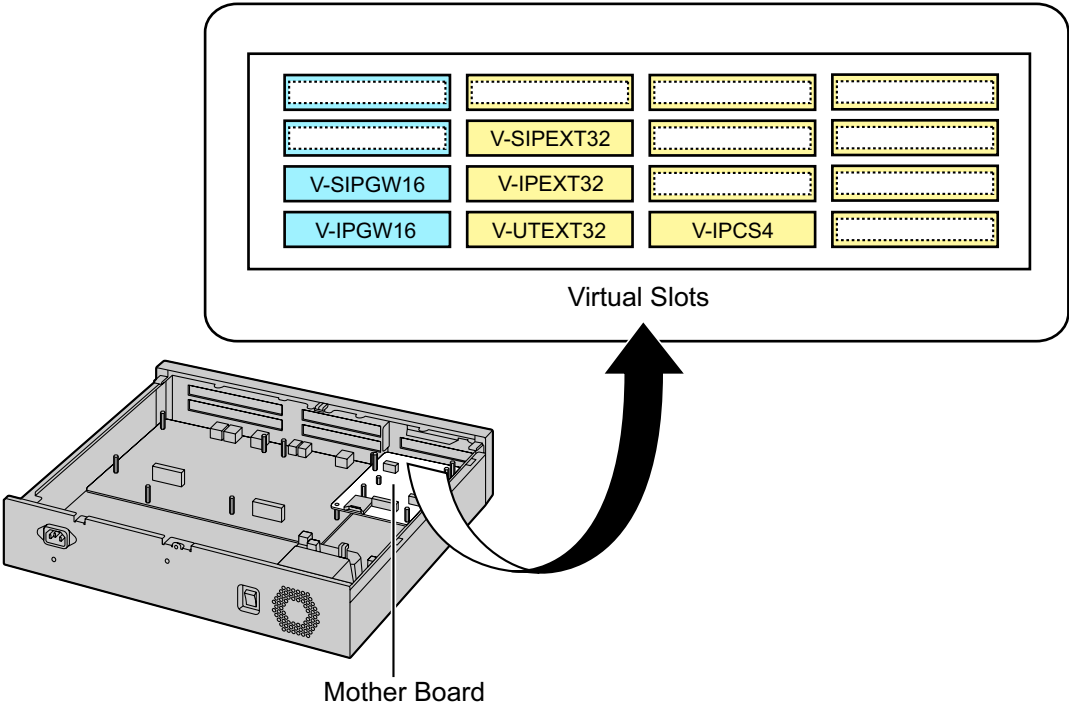 V-SIPEXT32
V-SIPGW16 V-IPEXT32
V-IPGW16 V-UTEXT32 V-IPCS4
Virtual Slots
Mother Board